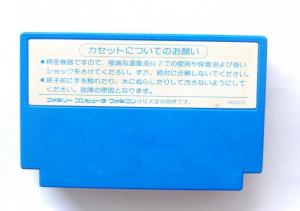 カセットについてのお願い
●精密機器ですので、極端な温度条件下での使用や保管および強い
ショックをさけてください。また、絶対に分解しないでください。
●端子部に手を触れたり、水にぬらしたりして汚さないようにして
ください。故障の原因となります。
ファミリーコンピュータ・ファミコンは任天堂の商標です。